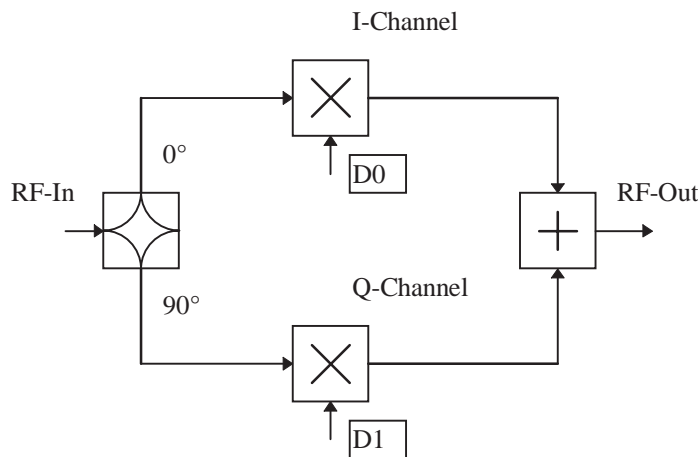 I-Channel
0°
D0
RF-In
RF-Out
Q-Channel
90°
D1